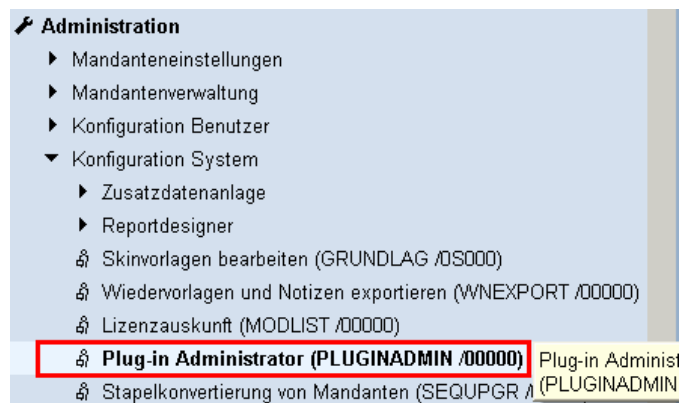 Administration
Mandanteneinstellungen
Mandantenverwaltung
Konfiguration Benutzer
Konfiguration System
Zusatzdatenanlage
Reportdesigner
Skinvorlagen bearbeiten (GRUNDLAG /0S000)
Wiedervorlagen und Notizen exportieren (WNEXPORT /00000)
Lizenzauskunft (MODLIST /00000)
Plug-in Administrator (PLUGINADMIN /00000) Plug-in Administ
(PLUGINADMIN
Stapelkonvertierung von Mandanten (SEQUPGR /